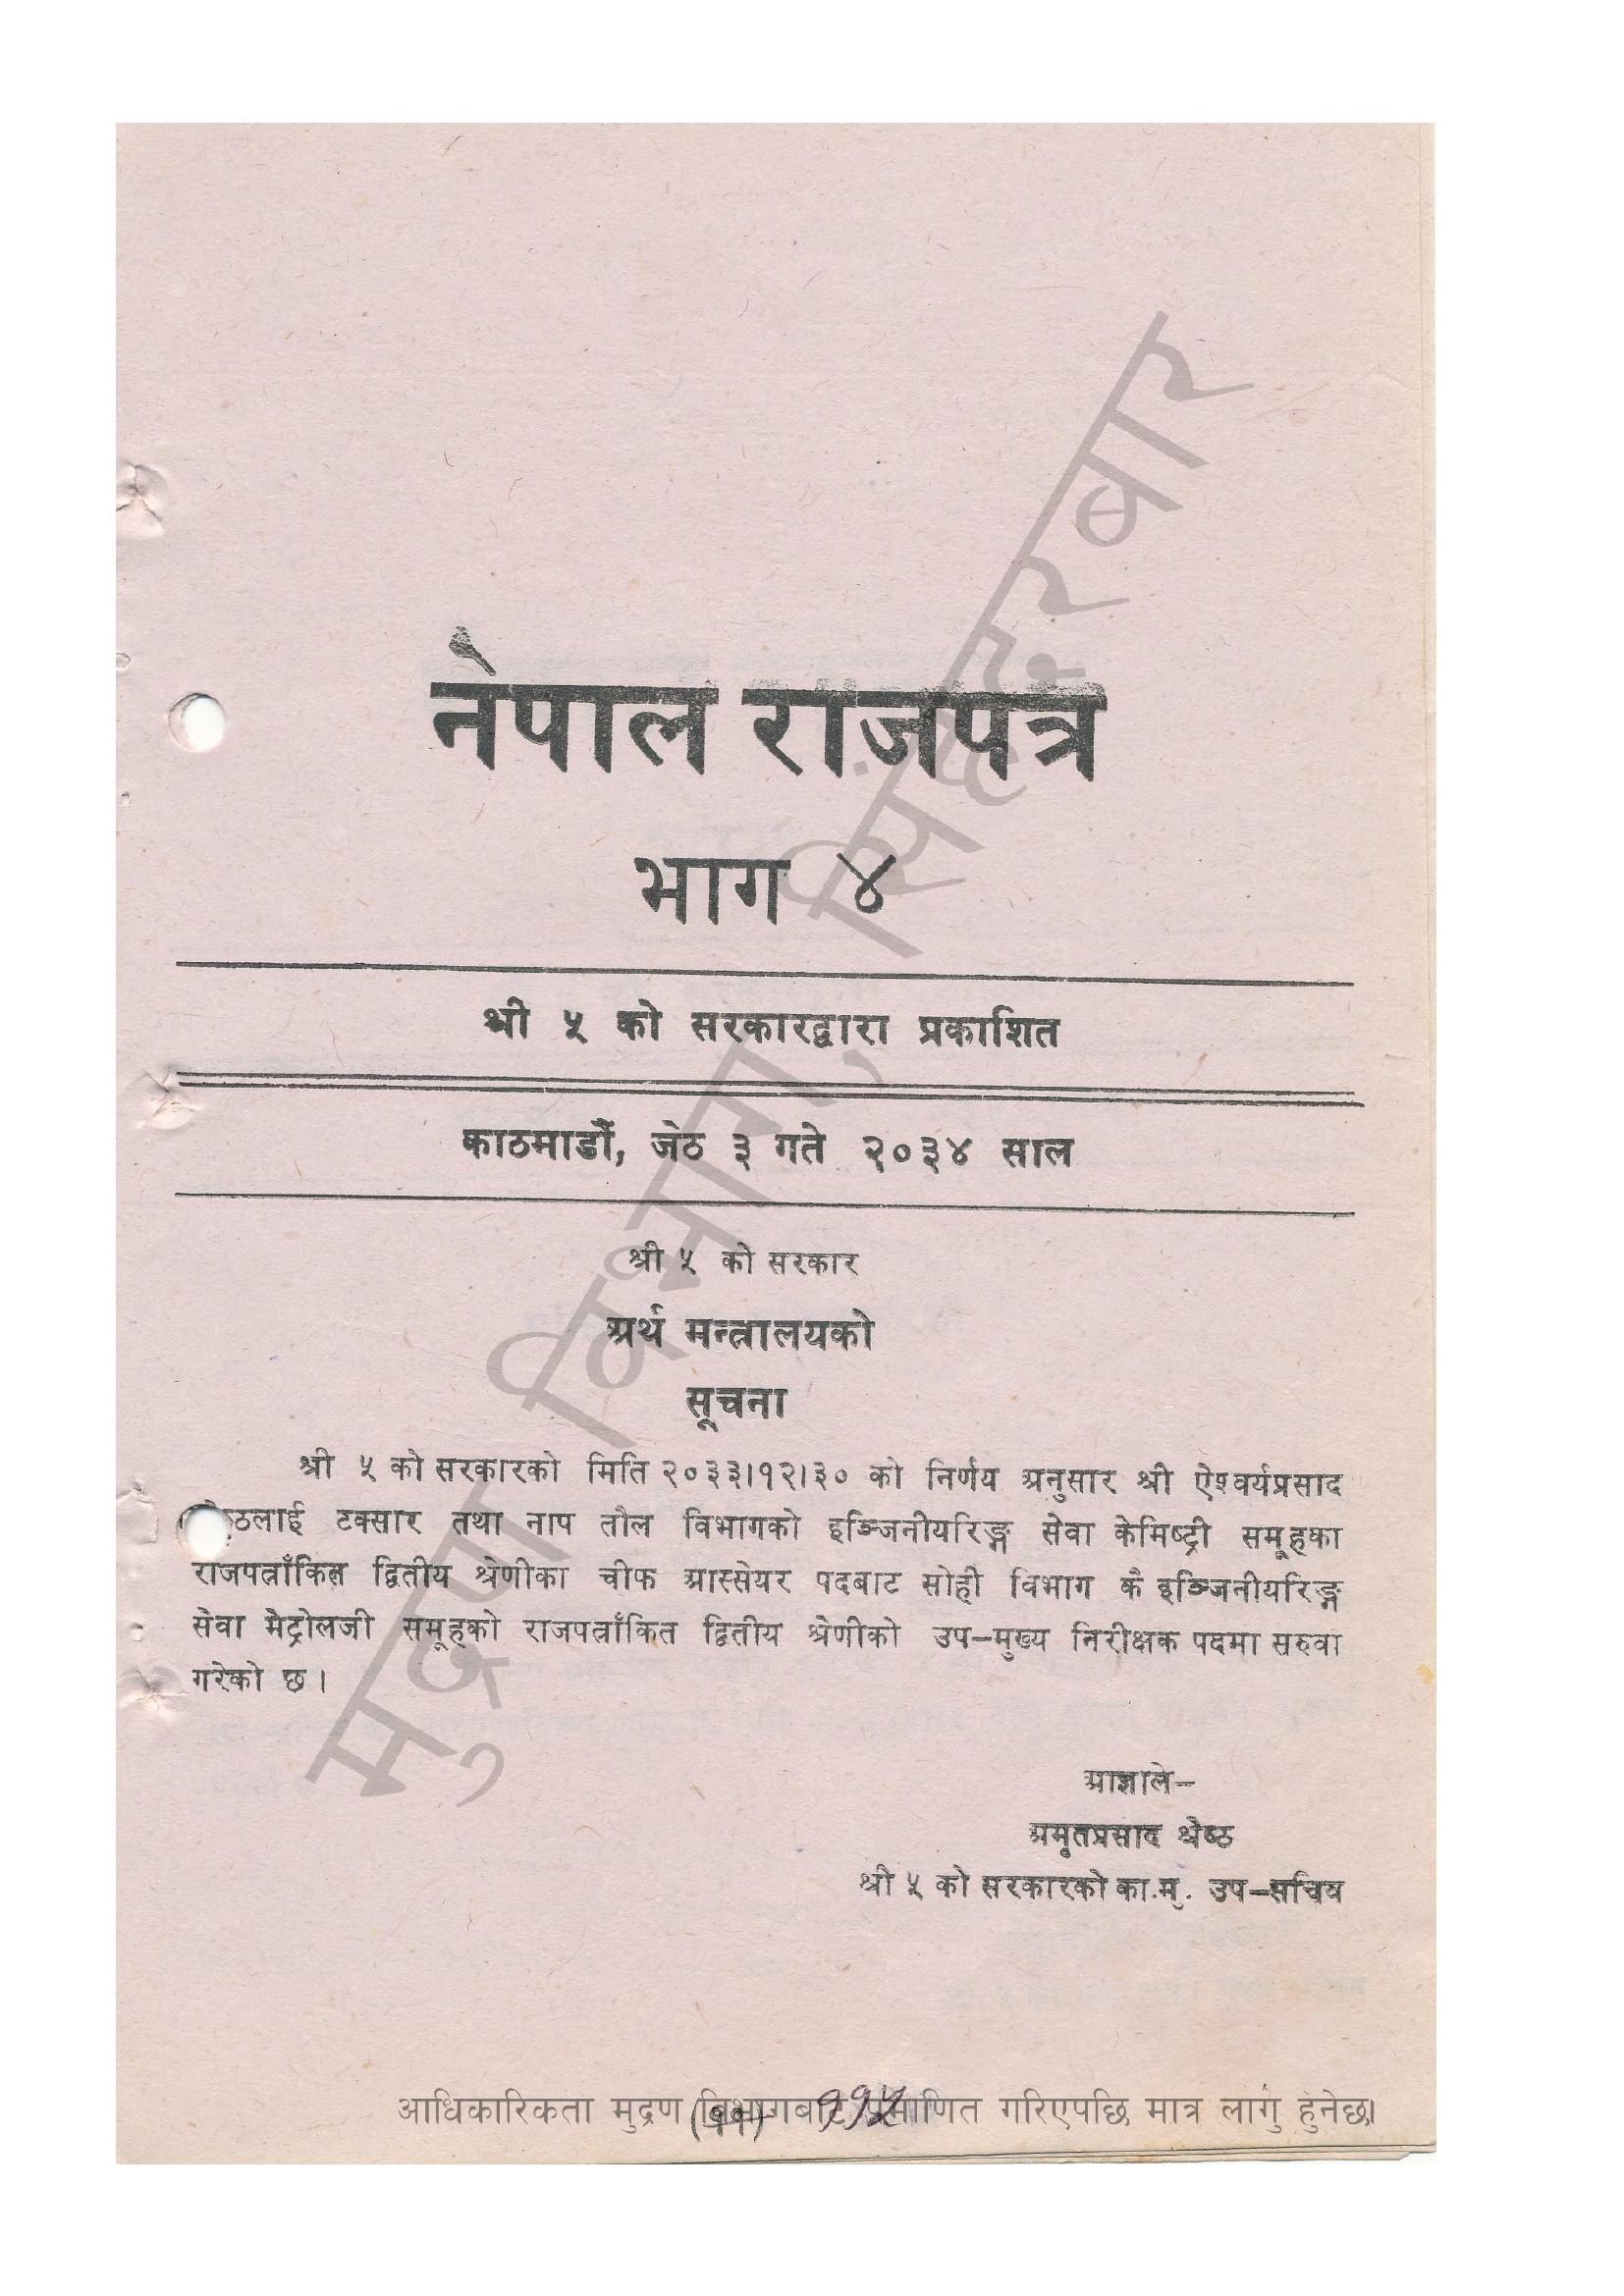 नेपाल राजपत्र
भाग ४
श्री ५ को सरकारद्वारा प्रकाशित
काठमाडौं, जेठ ३ गते २०३४ साल
श्री ५ को सरकार
अर्थ मन्त्रालयको
सूचना
श्री ५ को सरकारको मिति २०३३।१२।३० को निर्णय अनुसार श्री ऐश्वर्यप्रसाद
टक्सार तथा नाप तौल विभागको इञ्जिनीयरिङ्ग सेवा केमिष्ट्री समूहका
राजपत्राँकित द्वितीय श्रेणीका चीफ आस्सेयर पदबाट सोही विभाग कै इञ्जिनीयरिङ्ग
सेवा मेट्रोलजी समूहको राजपत्राँकित द्वितीय श्रेणीको उप-मुख्य निरीक्षक पदमा सरुवा
गरेको छ ।
आज्ञाले-
अमृतप्रसाद श्रेष्ठ
श्री ५ को सरकारको का.मु. उप-सचिव
आधिकारिकता मुद्रण विभागबाट प्रमाणित गरिएपछि मात्र लागु हुनेछ।
मुद्रण विभाग, सिंहदरबार